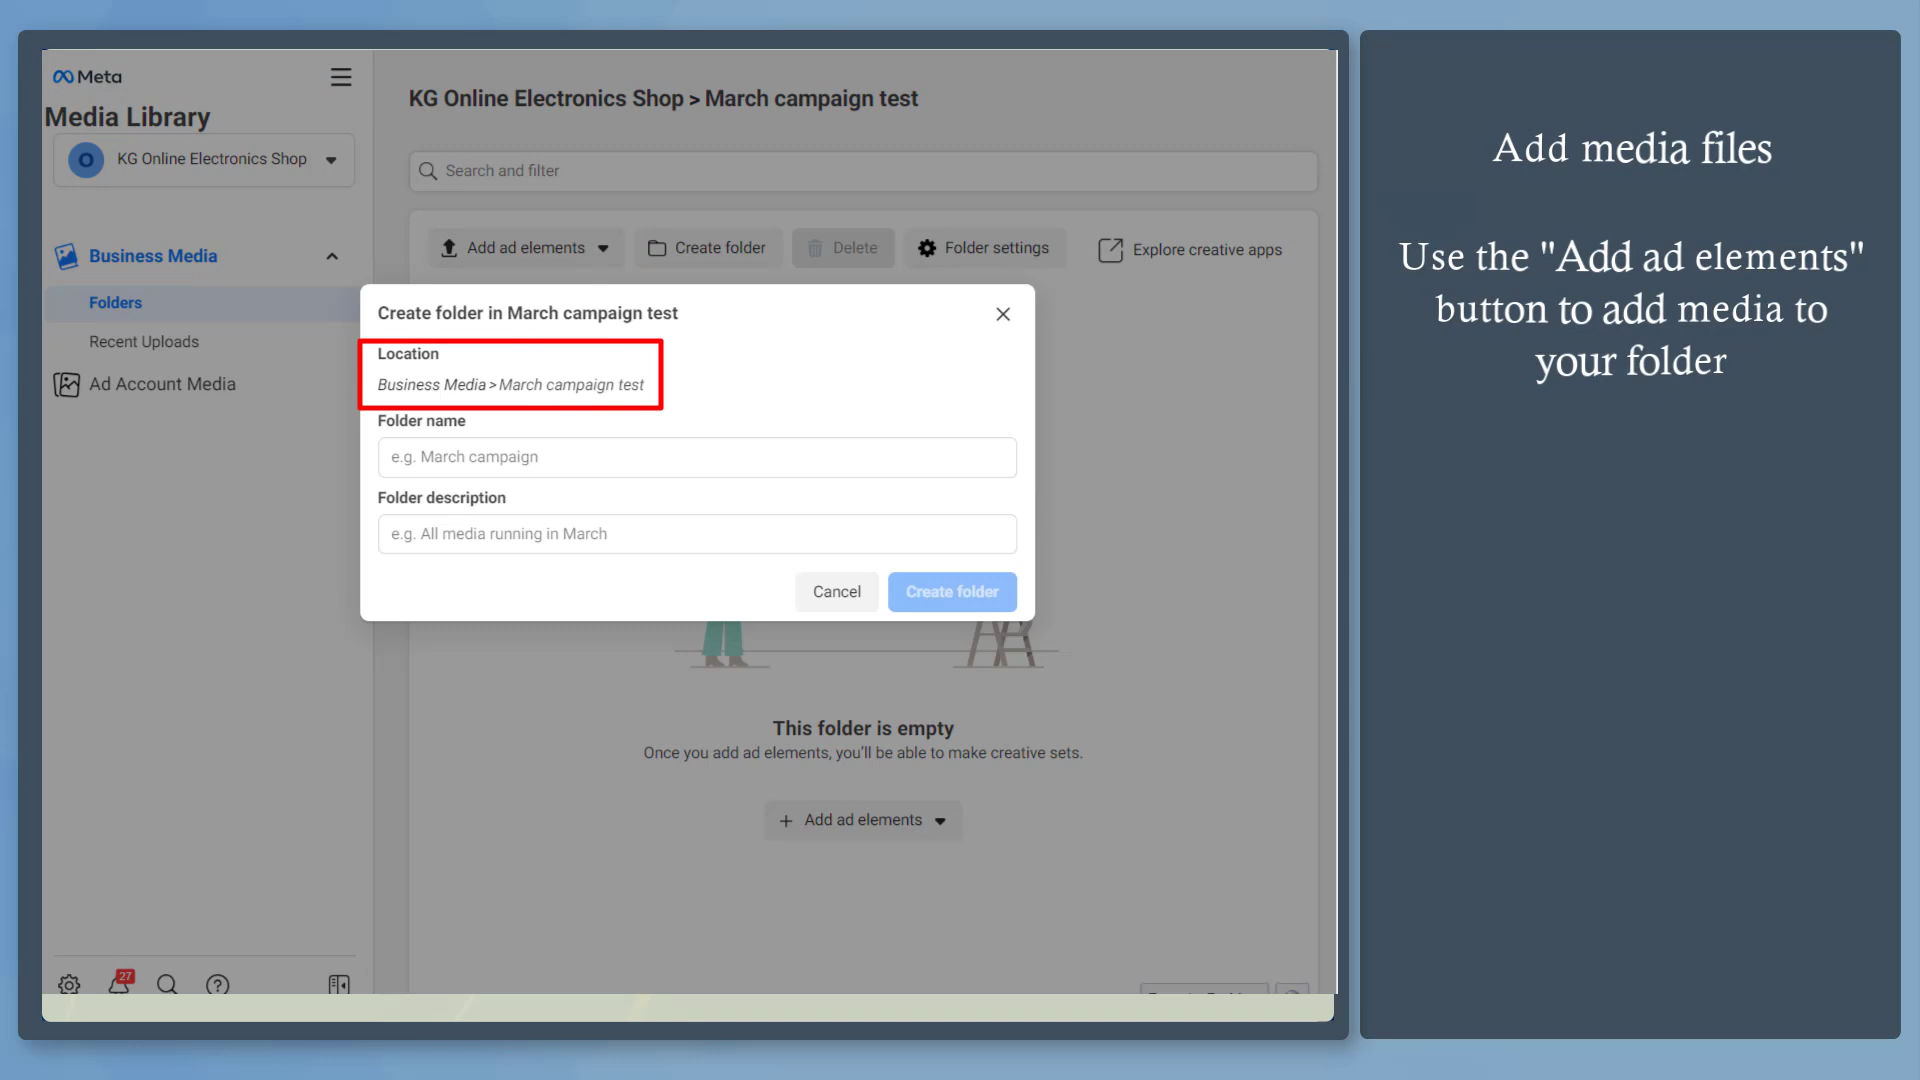 Meta
Media Library
O KG Online Electronics Shop
Business Media
Folders
Recent Uploads
Ad Account Media
27
KG Online Electronics Shop > March campaign test
Search and filter
Add ad elements Create folder Delete Folder settings Explore creative apps
Create folder in March campaign test
Location
Business Media > March campaign test
Folder name
e.g. March campaign
Folder description
e.g. All media running in March
Cancel Create folder
This folder is empty
Once you add ad elements, you'll be able to make creative sets.
+ Add ad elements
Add media files
Use the "Add ad elements"
button to add media to
your folder